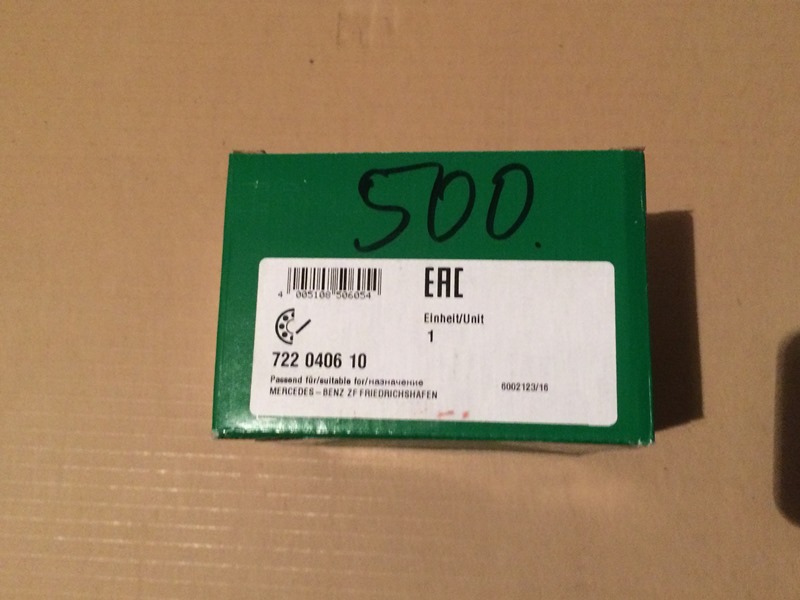 500.
EAC
4 005108 506054
Einheit/Unit
1
722 0406 10
Passend für/suitable for/назначение
MERCEDES-BENZ ZF FRIEDRICHSHAFEN
6002123/16